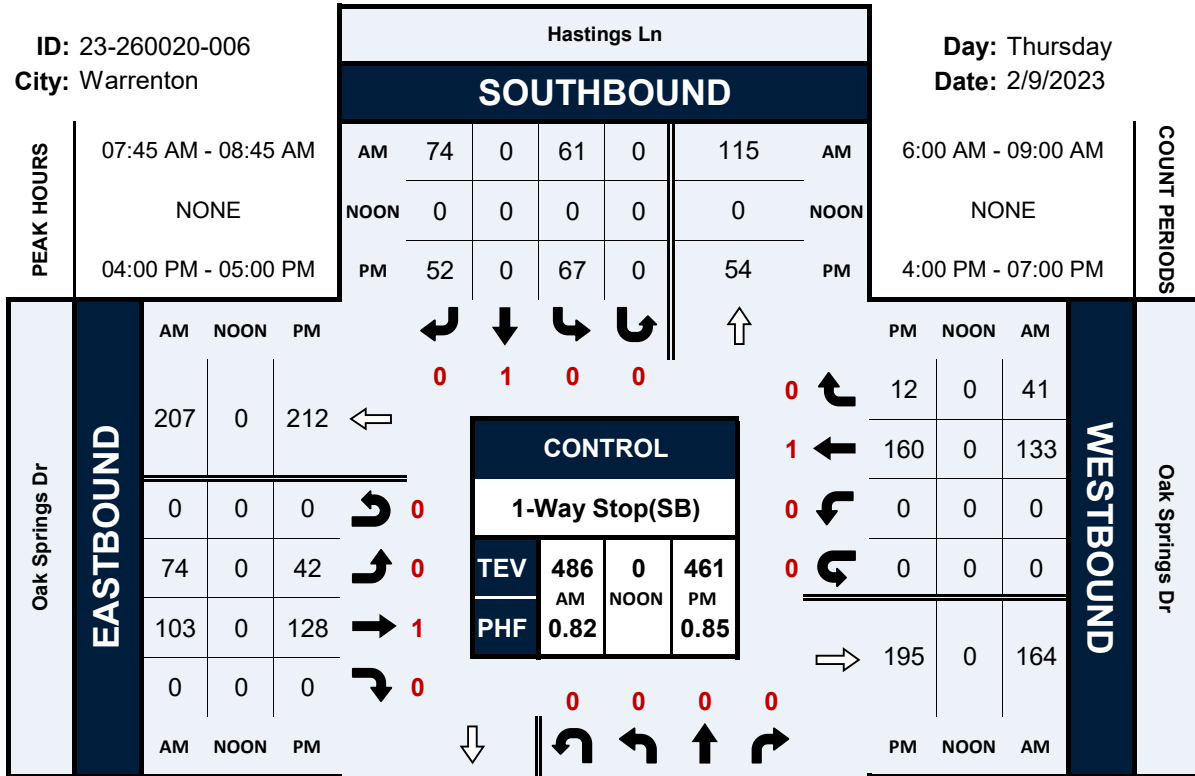 Hastings Ln
ID: 23-260020-006
City: Warrenton
Day: Thursday
Date: 2/9/2023
SOUTHBOUND
PEAK HOURS
07:45 AM - 08:45 AM
NONE
04:00 PM - 05:00 PM
AM 74 0 61 0 115 AM
NOON 0 0 0 0 0 NOON
PM 52 0 67 0 54 PM
6:00 AM - 09:00 AM
NONE
4:00 PM - 07:00 PM
COUNT PERIODS
0 1 0 0
Oak Springs Dr
EASTBOUND
AM NOON PM
207 0 212
0 0 0 0
74 0 42 0
103 0 128 1
0 0 0 0
AM NOON PM
CONTROL
1-Way Stop(SB)
TEV 486 0 461
AM NOON PM
PHF 0.82 0.85
PM NOON AM
0 12 0 41
1 160 0 133
0 0 0 0
0 0 0 0
195 0 164
PM NOON AM
WESTBOUND
Oak Springs Dr
0 0 0 0